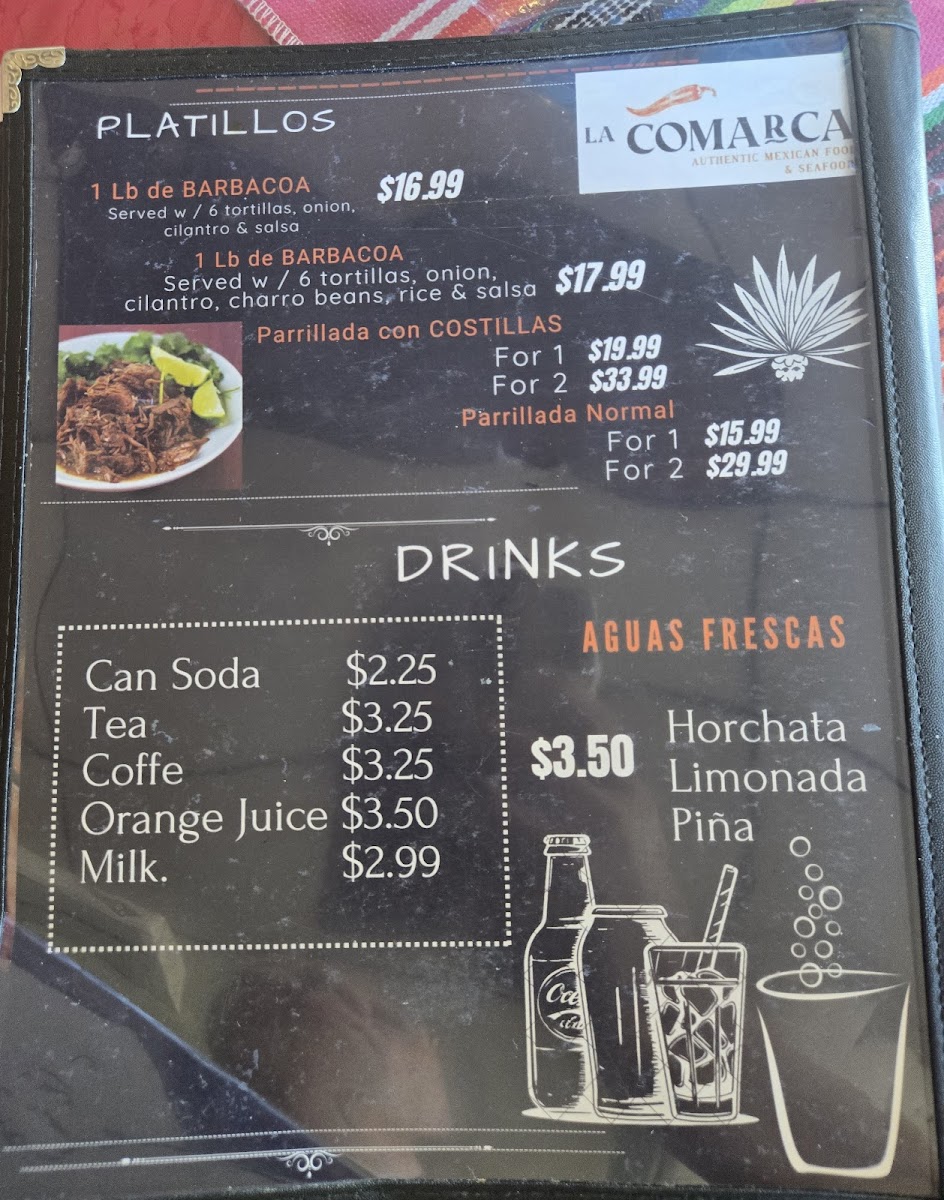 PLATILLOS
LA COMARCA
AUTHENTIC MEXICAN FOOD
& SEAFOOD
1 Lb de BARBACOA $16.99
Served w / 6 tortillas, onion,
cilantro & salsa
1 Lb de BARBACOA
Served w / 6 tortillas, onion,
cilantro, charro beans, rice & salsa $17.99
Parrillada con COSTILLAS
For 1 $19.99
For 2 $33.99
Parrillada Normal
For 1 $15.99
For 2 $29.99
DRINKS
Can Soda $2.25
Tea $3.25
Coffe $3.25
Orange Juice $3.50
Milk. $2.99
AGUAS FRESCAS
$3.50
Horchata
Limonada
Piña